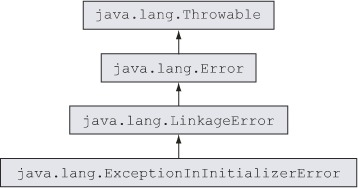 java.lang.Throwable
java.lang.Error
java.lang.LinkageError
java.lang.ExceptionInInitializerError